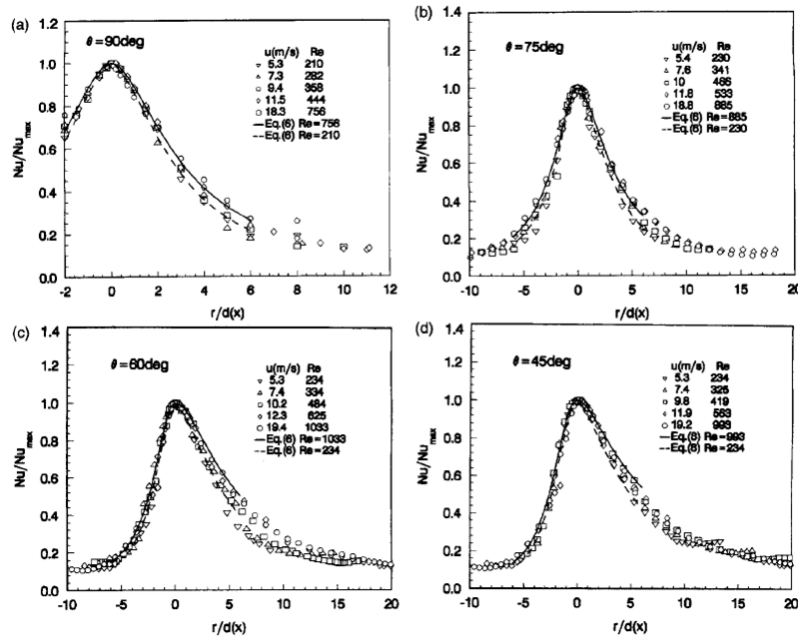 (a)
θ=90deg
u(m/s) Re
5.3 210
7.3 282
9.4 358
11.5 444
18.3 756
Eq.(6) Re=756
Eq.(6) Re=210
1.2
1.0
0.8
0.6
0.4
0.2
0.0
Nu/Nu max
-2 0 2 4 6 8 10 12
r/d(x)
(b)
θ=75deg
u(m/s) Re
5.4 230
7.6 341
10 466
11.8 533
18.8 885
Eq.(6) Re=885
Eq.(6) Re=230
1.4
1.2
1.0
0.8
0.6
0.4
0.2
0.0
Nu/Nu max
-10 -5 0 5 10 15 20
r/d(x)
(c)
θ=60deg
u(m/s) Re
5.3 234
7.4 334
10.2 484
12.3 625
19.4 1033
Eq.(6) Re=1033
Eq.(6) Re=234
1.4
1.2
1.0
0.8
0.6
0.4
0.2
0.0
Nu/Nu max
-10 -5 0 5 10 15 20
r/d(x)
(d)
θ=45deg
u(m/s) Re
5.3 234
7.4 325
9.8 419
11.9 563
19.2 993
Eq.(6) Re=993
Eq.(6) Re=234
1.4
1.2
1.0
0.8
0.6
0.4
0.2
0.0
Nu/Nu max
-10 -5 0 5 10 15 20
r/d(x)